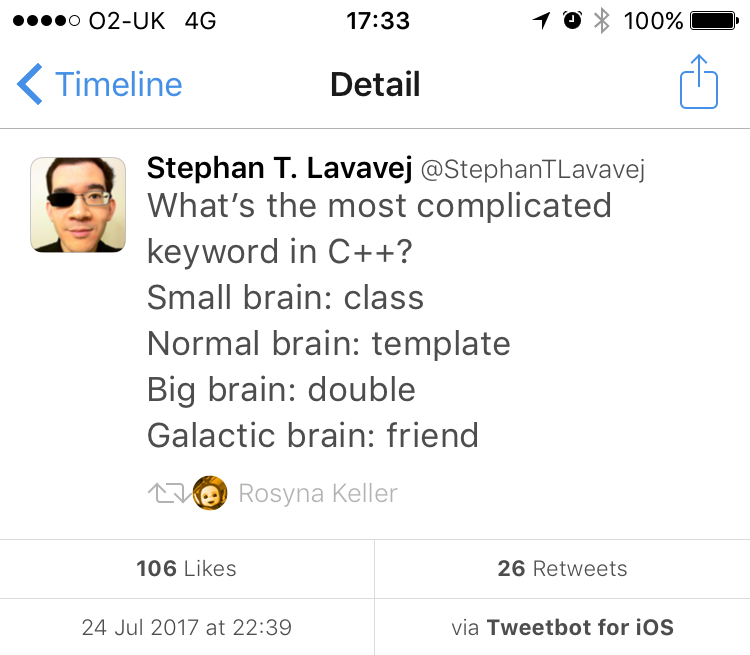 O2-UK 4G 17:33 100%
Timeline Detail
Stephan T. Lavavej @StephanTLavavej
What’s the most complicated
keyword in C++?
Small brain: class
Normal brain: template
Big brain: double
Galactic brain: friend
Rosyna Keller
106 Likes 26 Retweets
24 Jul 2017 at 22:39 via Tweetbot for iOS